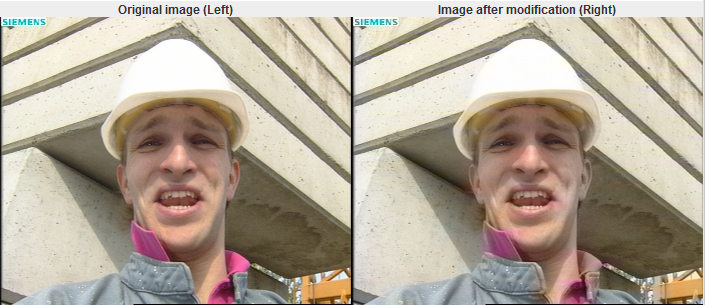 Original image (Left)
Image after modification (Right)
SIEMENS
SIEMENS